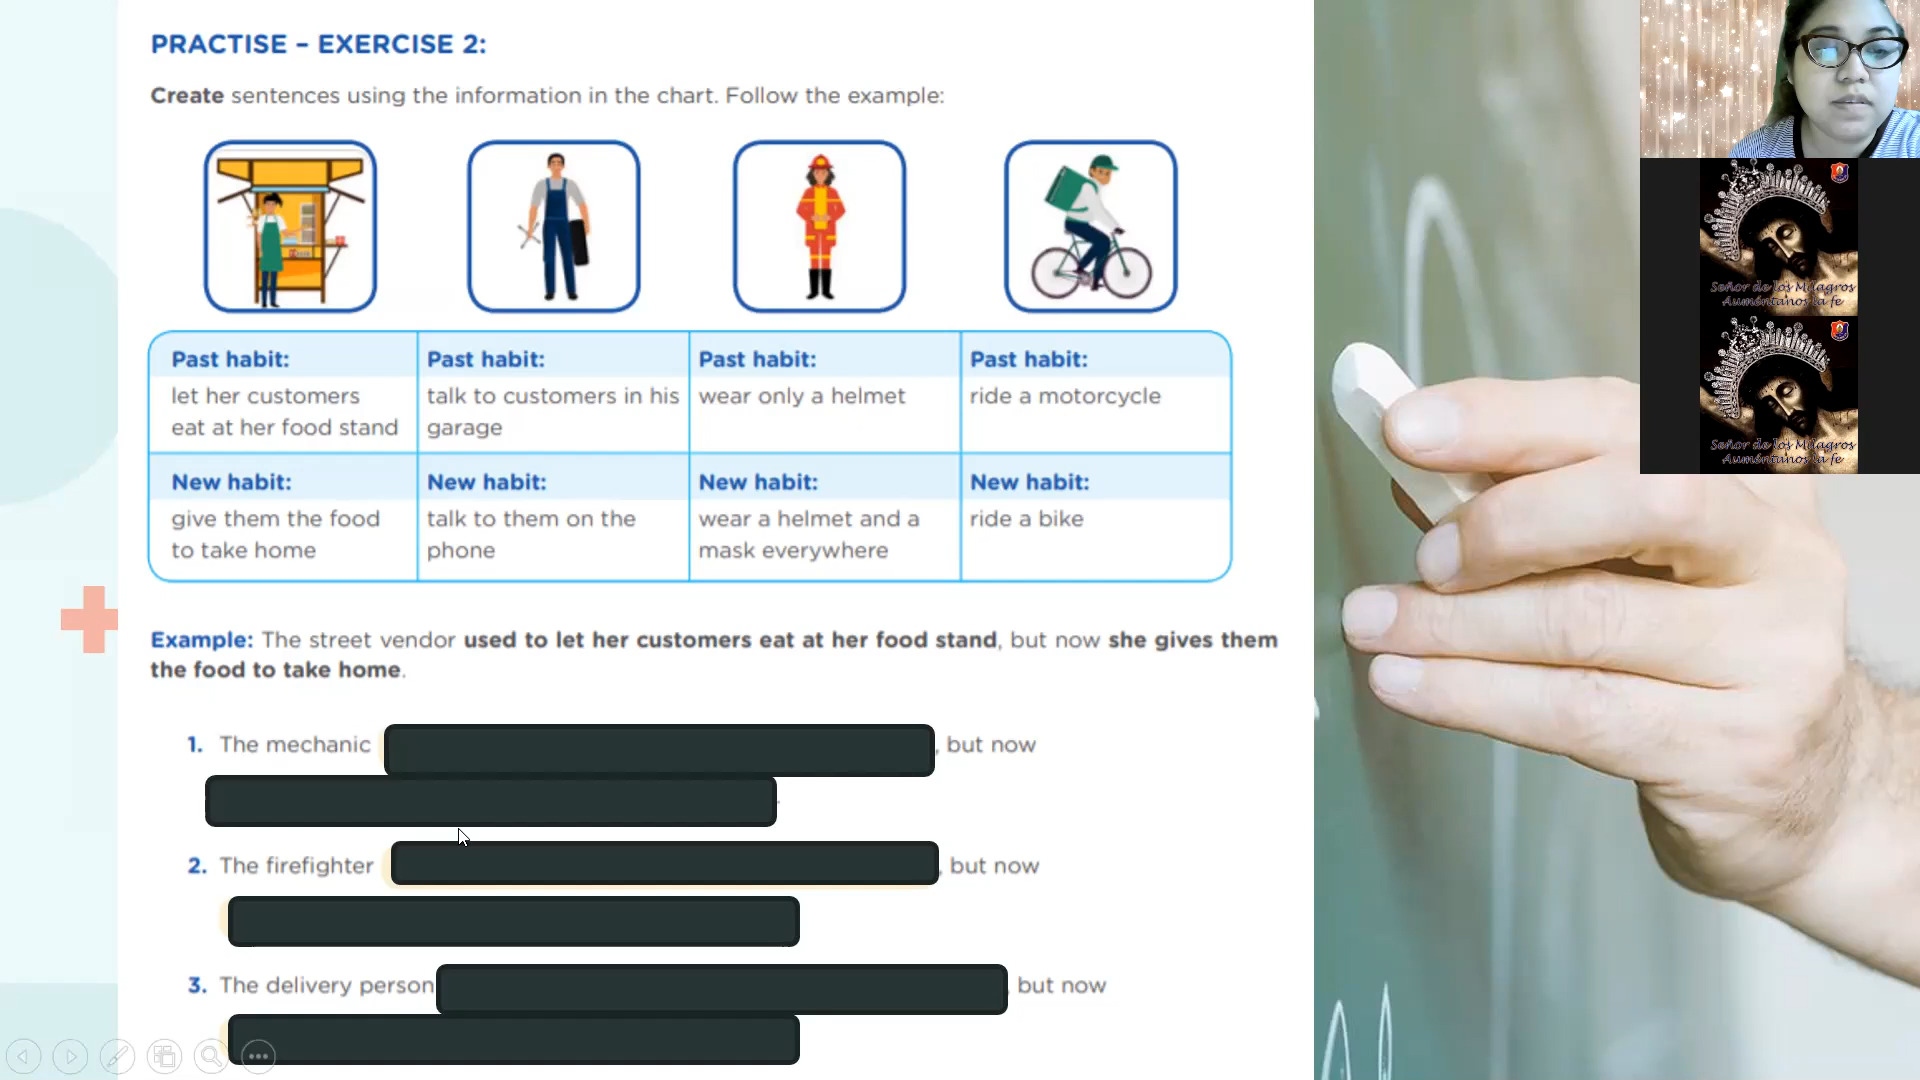 PRACTISE – EXERCISE 2:
Create sentences using the information in the chart. Follow the example:
Past habit:
let her customers
eat at her food stand
Past habit:
talk to customers in his
garage
Past habit:
wear only a helmet
Past habit:
ride a motorcycle
New habit:
give them the food
to take home
New habit:
talk to them on the
phone
New habit:
wear a helmet and a
mask everywhere
New habit:
ride a bike
Example: The street vendor used to let her customers eat at her food stand, but now she gives them
the food to take home.
1. The mechanic , but now
.
2. The firefighter , but now
3. The delivery person , but now
Señor de los Milagros
Auméntanos la fe
Señor de los Milagros
Auméntanos la fe